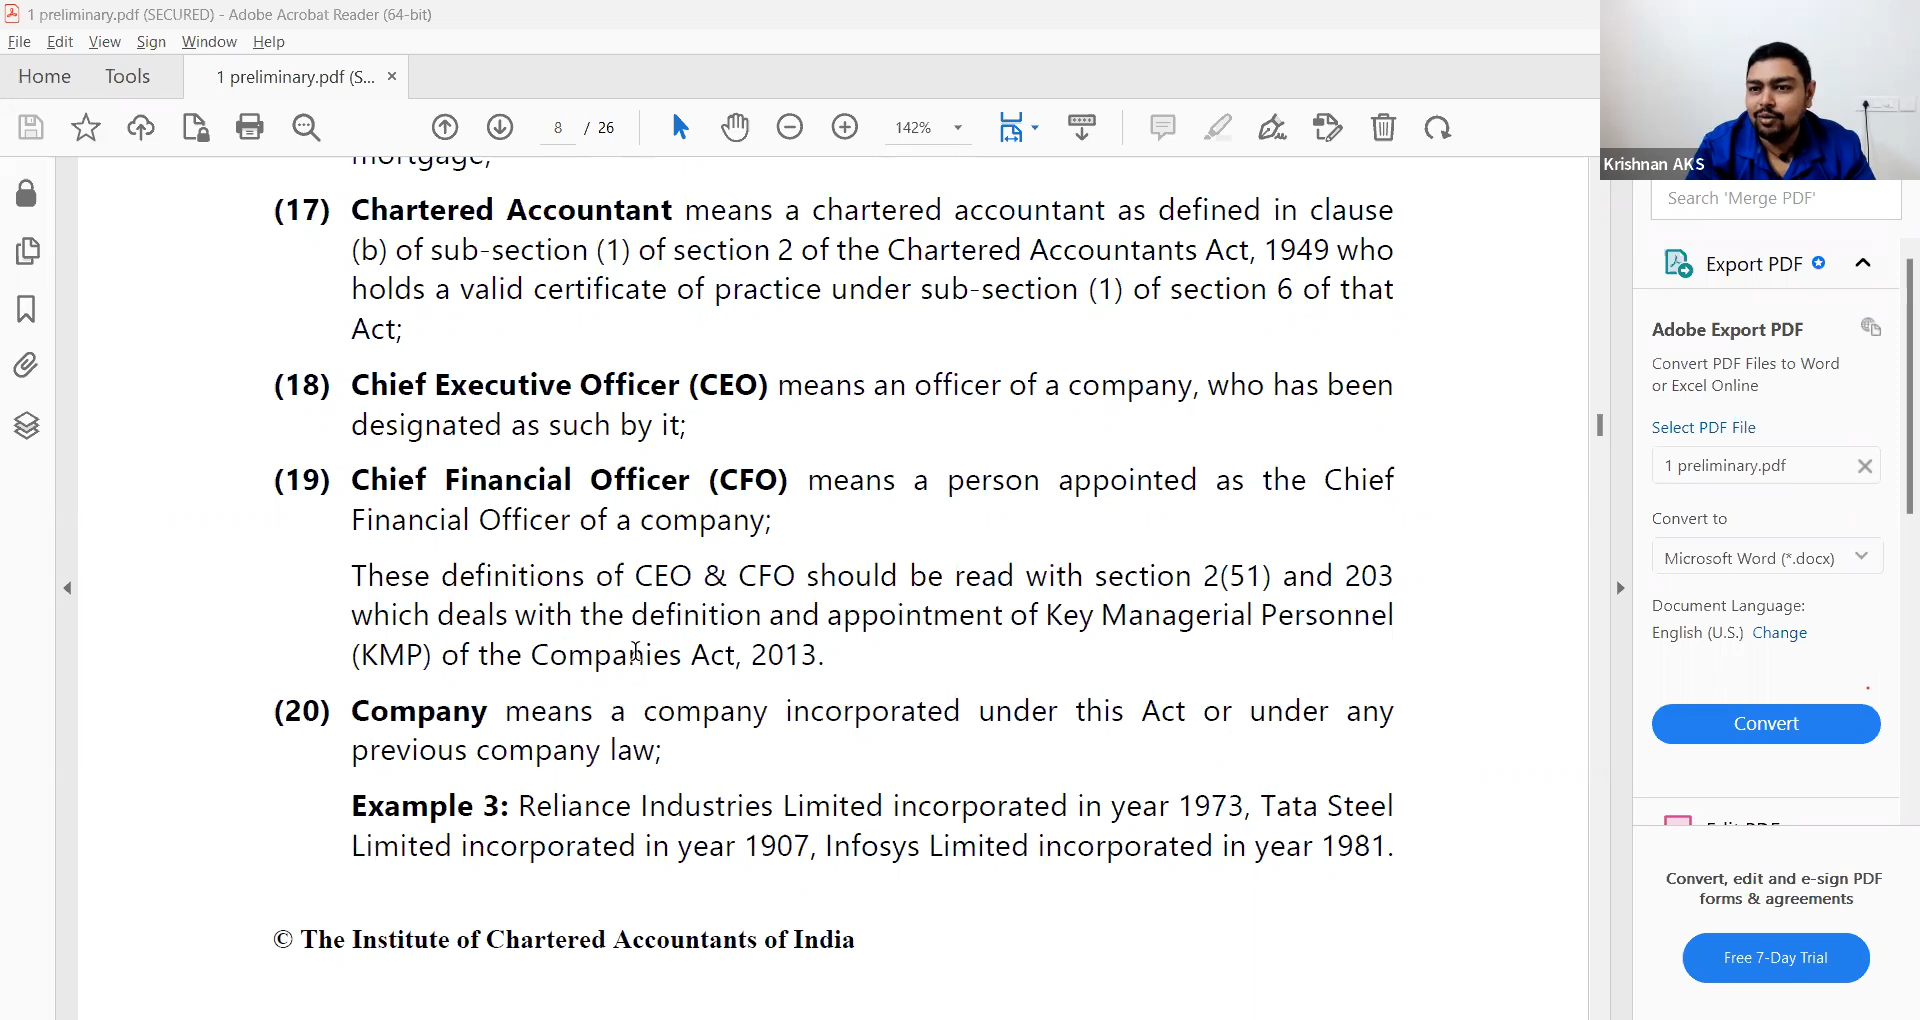 1 preliminary.pdf (SECURED) - Adobe Acrobat Reader (64-bit)
File Edit View Sign Window Help
Home Tools 1 preliminary.pdf (S... ×
8 / 26 142%
Krishnan AKS
mortgage;
(17) Chartered Accountant means a chartered accountant as defined in clause
(b) of sub-section (1) of section 2 of the Chartered Accountants Act, 1949 who
holds a valid certificate of practice under sub-section (1) of section 6 of that
Act;
(18) Chief Executive Officer (CEO) means an officer of a company, who has been
designated as such by it;
(19) Chief Financial Officer (CFO) means a person appointed as the Chief
Financial Officer of a company;
These definitions of CEO & CFO should be read with section 2(51) and 203
which deals with the definition and appointment of Key Managerial Personnel
(KMP) of the Companies Act, 2013.
(20) Company means a company incorporated under this Act or under any
previous company law;
Example 3: Reliance Industries Limited incorporated in year 1973, Tata Steel
Limited incorporated in year 1907, Infosys Limited incorporated in year 1981.
© The Institute of Chartered Accountants of India
Search 'Merge PDF'
Export PDF
Adobe Export PDF
Convert PDF Files to Word
or Excel Online
Select PDF File
1 preliminary.pdf
Convert to
Microsoft Word (*.docx)
Document Language:
English (U.S.) Change
Convert
Edit PDF
Convert, edit and e-sign PDF
forms & agreements
Free 7-Day Trial